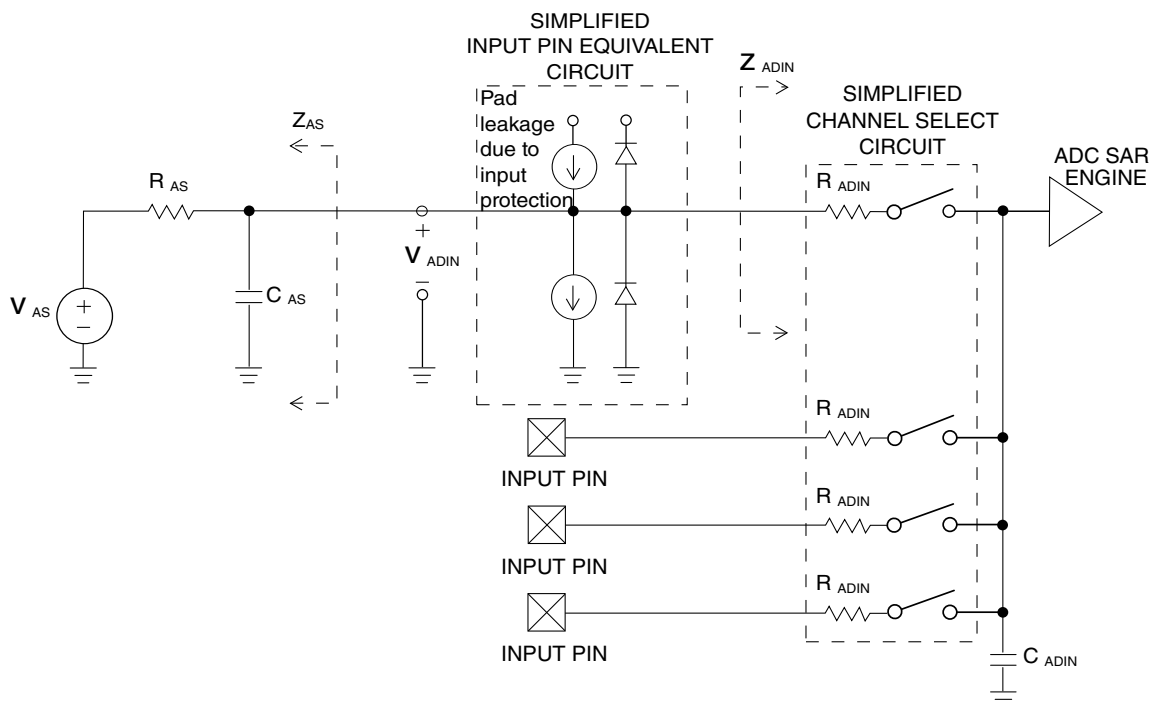 SIMPLIFIED
INPUT PIN EQUIVALENT
CIRCUIT
Pad
leakage
due to
input
protection
Z ADIN
SIMPLIFIED
CHANNEL SELECT
CIRCUIT
ADC SAR
ENGINE
ZAS
R AS
R ADIN
+
V ADIN
–
C AS
V AS
+
–
R ADIN
INPUT PIN
R ADIN
INPUT PIN
R ADIN
INPUT PIN
C ADIN